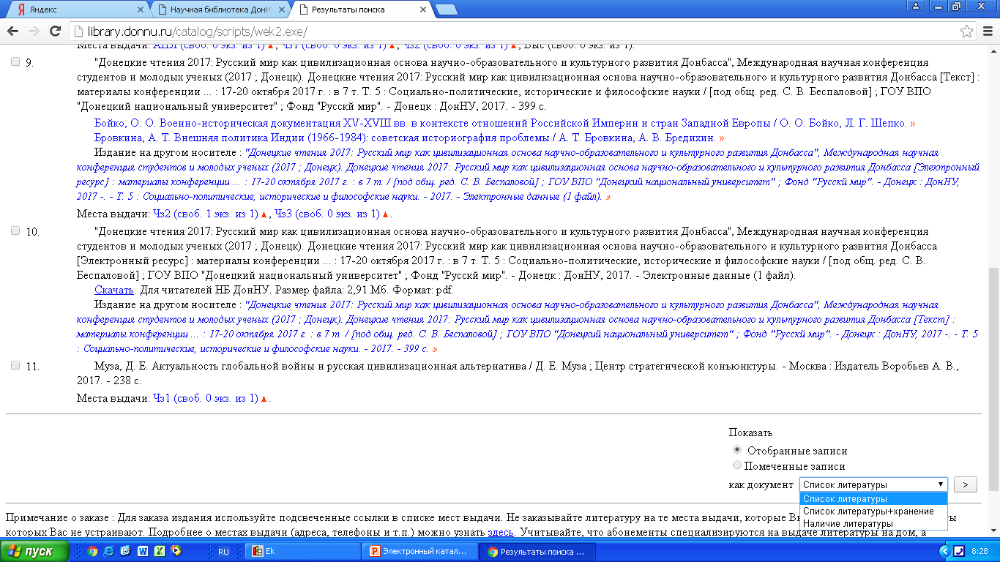 Яндекс
Научная библиотека ДонН
Результаты поиска
library.donnu.ru/catalog/scripts/wek2.exe/
Места выдачи: АНЛ (своб. 0 экз. из 1), Чз1 (своб. 0 экз. из 1), Чз2 (своб. 0 экз. из 1), Выс (своб. 0 экз. из 1).
9. "Донецкие чтения 2017: Русский мир как цивилизационная основа научно-образовательного и культурного развития Донбасса", Международная научная конференция
студентов и молодых ученых (2017 ; Донецк). Донецкие чтения 2017: Русский мир как цивилизационная основа научно-образовательного и культурного развития Донбасса [Текст] :
материалы конференции ... : 17-20 октября 2017 г. : в 7 т. Т. 5 : Социально-политические, исторические и философские науки / [под общ. ред. С. В. Беспаловой] ; ГОУ ВПО
"Донецкий национальный университет" ; Фонд "Русскй мир". - Донецк : ДонНУ, 2017. - 399 с.
Бойко, О. О. Военно-историческая документация XV-XVIII вв. в контексте отношений Российской Империи и стран Западной Европы / О. О. Бойко, Л. Г. Шепко. »
Бровкина, А. Т. Внешняя политика Индии (1966-1984): советская историография проблемы / А. Т. Бровкина, А. В. Бредихин. »
Издание на другом носителе : "Донецкие чтения 2017: Русский мир как цивилизационная основа научно-образовательного и культурного развития Донбасса", Международная научная
конференция студентов и молодых ученых (2017 ; Донецк). Донецкие чтения 2017: Русский мир как цивилизационная основа научно-образовательного и культурного развития Донбасса [Электронный
ресурс] : материалы конференции ... : 17-20 октября 2017 г. : в 7 т. / [под общ. ред. С. В. Беспаловой] ; ГОУ ВПО "Донецкий национальный университет" ; Фонд "Русскй мир". - Донецк : ДонНУ,
2017 -. - Т. 5 : Социально-политические, исторические и философские науки. - 2017. - Электронные данные (1 файл). »
Места выдачи: Чз2 (своб. 1 экз. из 1), Чз3 (своб. 0 экз. из 1).
10. "Донецкие чтения 2017: Русский мир как цивилизационная основа научно-образовательного и культурного развития Донбасса", Международная научная конференция
студентов и молодых ученых (2017 ; Донецк). Донецкие чтения 2017: Русский мир как цивилизационная основа научно-образовательного и культурного развития Донбасса
[Электронный ресурс] : материалы конференции ... : 17-20 октября 2017 г. : в 7 т. Т. 5 : Социально-политические, исторические и философские науки / [под общ. ред. С. В.
Беспаловой] ; ГОУ ВПО "Донецкий национальный университет" ; Фонд "Русскй мир". - Донецк : ДонНУ, 2017. - Электронные данные (1 файл).
Скачать. Для читателей НБ ДонНУ. Размер файла: 2,91 Мб. Формат: pdf.
Издание на другом носителе : "Донецкие чтения 2017: Русский мир как цивилизационная основа научно-образовательного и культурного развития Донбасса", Международная научная
конференция студентов и молодых ученых (2017 ; Донецк). Донецкие чтения 2017: Русский мир как цивилизационная основа научно-образовательного и культурного развития Донбасса [Текст] :
материалы конференции ... : 17-20 октября 2017 г. : в 7 т. / [под общ. ред. С. В. Беспаловой] ; ГОУ ВПО "Донецкий национальный университет" ; Фонд "Русскй мир". - Донецк : ДонНУ, 2017 -. - Т. 5
: Социально-политические, исторические и философские науки. - 2017. - 399 с. »
11. Муза, Д. Е. Актуальность глобальной войны и русская цивилизационная альтернатива / Д. Е. Муза ; Центр стратегической коньюнктуры. - Москва : Издатель Воробьев А. В.,
2017. - 238 с.
Места выдачи: Чз1 (своб. 0 экз. из 1).
Показать
Отобранные записи
Помеченные записи
как документ Список литературы >
Список литературы
Список литературы+хранение
Наличие литературы
Примечание о заказе : Для заказа издания используйте подсвеченные ссылки в списке мест выдачи. Не заказывайте литературу на те места выдачи, которые В
которых Вас не устраивают. Подробнее о местах выдачи (адреса, телефоны и т.п.) можно узнать здесь. Учитывайте, что абонементы специализируются на выдаче литературы на дом, а
пуск
RU
Ek
Электронный катал...
Результаты поиска ...
8:28